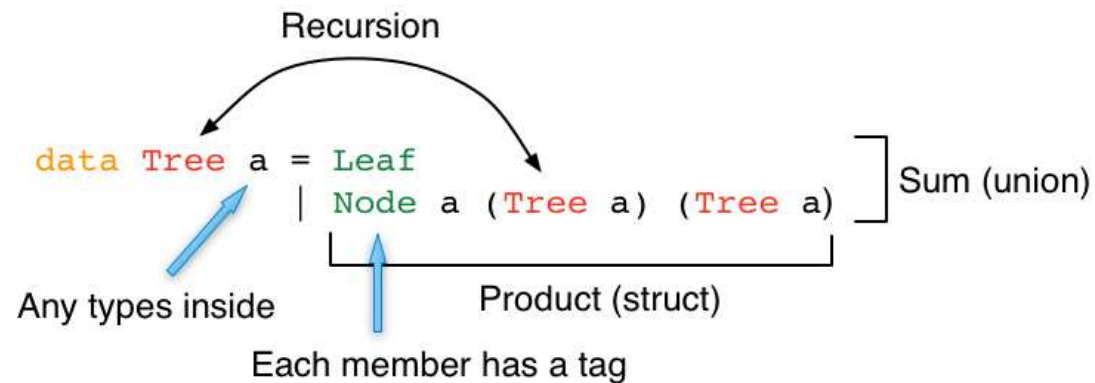 Recursion
data Tree a = Leaf
| Node a (Tree a) (Tree a)
Sum (union)
Any types inside
Product (struct)
Each member has a tag